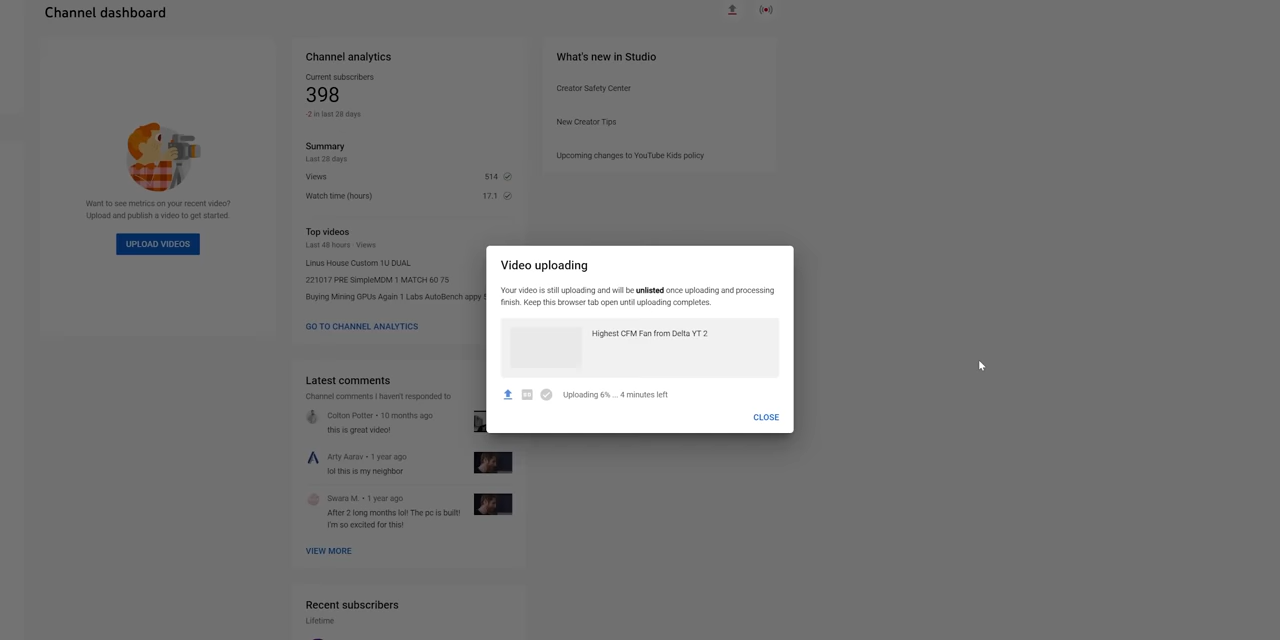 Channel dashboard
Want to see metrics on your recent video?
Upload and publish a video to get started.
UPLOAD VIDEOS
Channel analytics
Current subscribers
398
-2 in last 28 days
Summary
Last 28 days
Views 514
Watch time (hours) 17.1
Top videos
Last 48 hours · Views
Linus House Custom 1U DUAL
221017 PRE SimpleMDM 1 MATCH 60 75
Buying Mining GPUs Again 1 Labs AutoBench appy
GO TO CHANNEL ANALYTICS
Latest comments
Channel comments I haven't responded to
Colton Potter • 10 months ago
this is great video!
Arty Aarav • 1 year ago
lol this is my neighbor
Swara M. • 1 year ago
After 2 long months lol! The pc is built!
I'm so excited for this!
VIEW MORE
Recent subscribers
Lifetime
What's new in Studio
Creator Safety Center
New Creator Tips
Upcoming changes to YouTube Kids policy
Video uploading
Your video is still uploading and will be unlisted once uploading and processing
finish. Keep this browser tab open until uploading completes.
Highest CFM Fan from Delta YT 2
Uploading 6% ... 4 minutes left
CLOSE